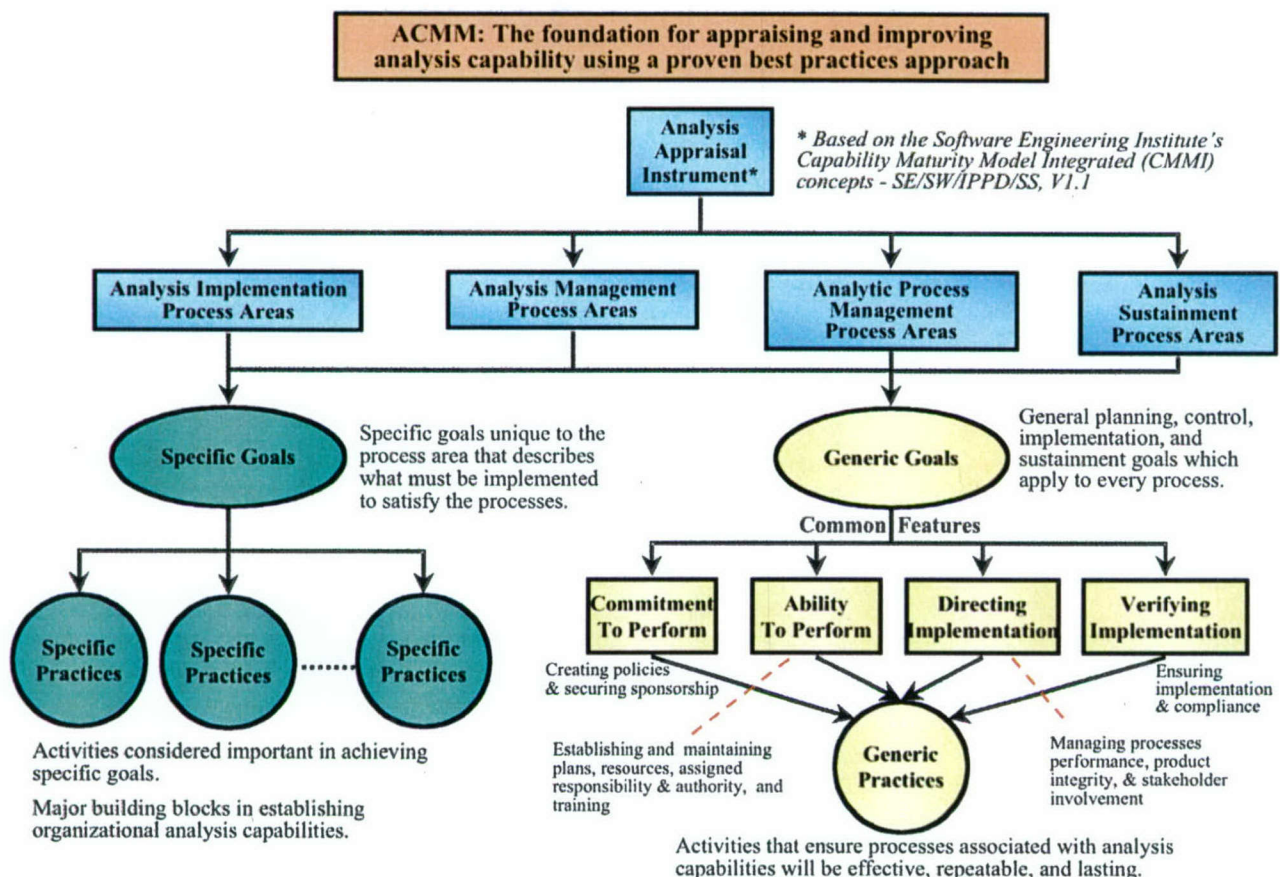 ACMM: The foundation for appraising and improving
analysis capability using a proven best practices approach
Analysis
Appraisal
Instrument*
* Based on the Software Engineering Institute's
Capability Maturity Model Integrated (CMMI)
concepts - SE/SW/IPPD/SS, V1.1
Analysis Implementation
Process Areas
Analysis Management
Process Areas
Analytic Process
Management
Process Areas
Analysis
Sustainment
Process Areas
Specific Goals
Specific goals unique to the
process area that describes
what must be implemented
to satisfy the processes.
Generic Goals
General planning, control,
implementation, and
sustainment goals which
apply to every process.
Common Features
Specific
Practices
Specific
Practices
Specific
Practices
Commitment
To Perform
Ability
To Perform
Directing
Implementation
Verifying
Implementation
Creating policies
& securing sponsorship
Ensuring
implementation
& compliance
Establishing and maintaining
plans, resources, assigned
responsibility & authority, and
training
Generic
Practices
Managing processes
performance, product
integrity, & stakeholder
involvement
Activities considered important in achieving
specific goals.
Major building blocks in establishing
organizational analysis capabilities.
Activities that ensure processes associated with analysis
capabilities will be effective, repeatable, and lasting.